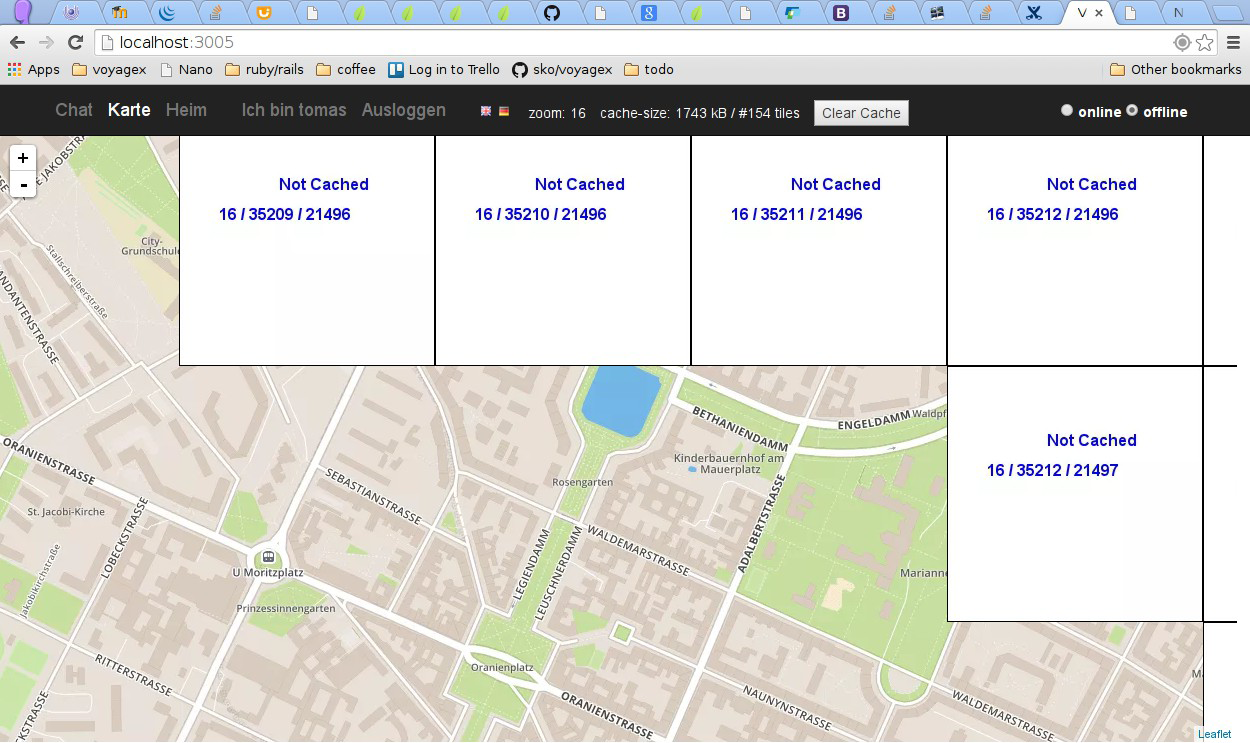 V
N
localhost:3005
Apps voyagex Nano ruby/rails coffee Log in to Trello sko/voyagex todo Other bookmarks
Chat Karte Heim Ich bin tomas Ausloggen zoom: 16 cache-size: 1743 kB / #154 tiles Clear Cache online offline
+
-
Not Cached
16 / 35209 / 21496
Not Cached
16 / 35210 / 21496
Not Cached
16 / 35211 / 21496
Not Cached
16 / 35212 / 21496
City-
Grundschule
Stallschreiberstraße
ANDANTENSTRASSE
ORANIENSTRASSE
St. Jacobi-Kirche
LOBECKSTRASSE
Jakobikirchstraße
U Moritzplatz
Prinzessinnengarten
RITTERSTRASSE
SEBASTIANSTRASSE
Rosengarten
BETHANIENDAMM
ENGELDAMM
Waldpf
Kinderbauernhof am
Mauerplatz
ADALBERTSTRASSE
WALDEMARSTRASSE
LEGIENDAMM
LEUSCHNERDAMM
Oranienplatz
ORANIENSTRASSE
Marianne
Not Cached
16 / 35212 / 21497
NAUNYNSTRASSE
WALDEMARSTRASSE
Leaflet